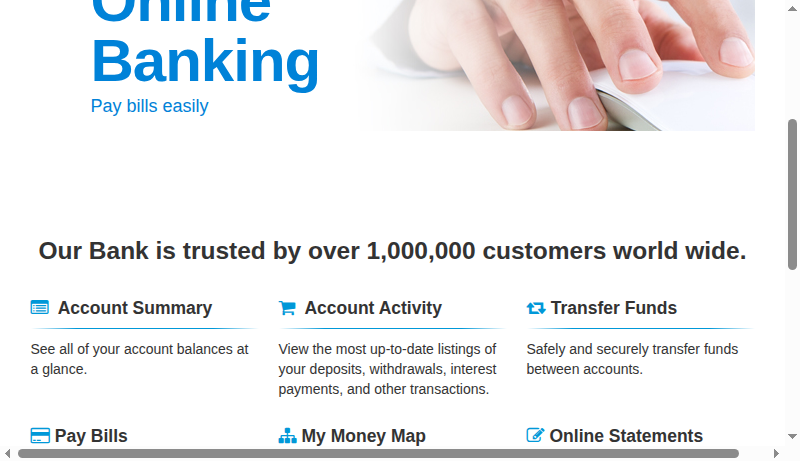 Online
Banking
Pay bills easily
Our Bank is trusted by over 1,000,000 customers world wide.
Account Summary
See all of your account balances at
a glance.
Account Activity
View the most up-to-date listings of
your deposits, withdrawals, interest
payments, and other transactions.
Transfer Funds
Safely and securely transfer funds
between accounts.
Pay Bills
My Money Map
Online Statements